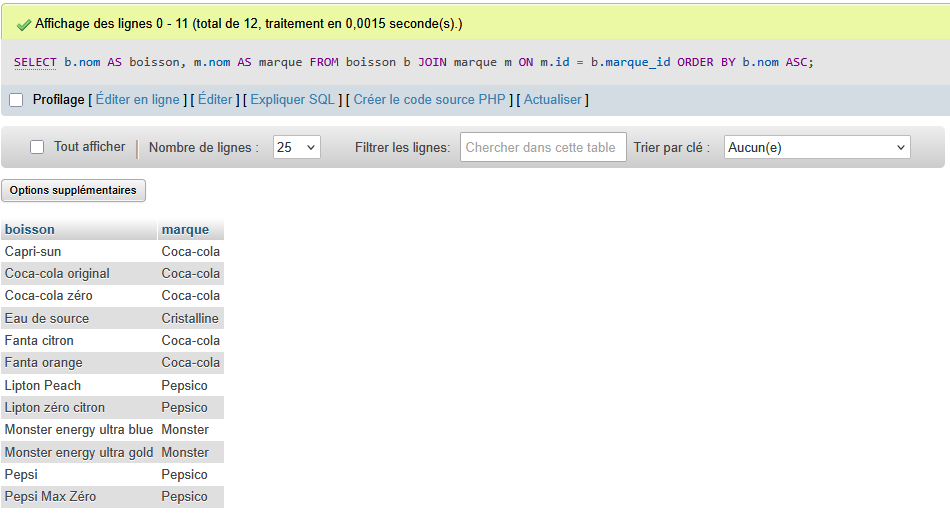 Affichage des lignes 0 - 11 (total de 12, traitement en 0,0015 seconde(s).)
SELECT b.nom AS boisson, m.nom AS marque FROM boisson b JOIN marque m ON m.id = b.marque_id ORDER BY b.nom ASC;
Profilage [ Éditer en ligne ] [ Éditer ] [ Expliquer SQL ] [ Créer le code source PHP ] [ Actualiser ]
Tout afficher Nombre de lignes : 25 Filtrer les lignes: Chercher dans cette table Trier par clé : Aucun(e)
Options supplémentaires
boisson marque
Capri-sun Coca-cola
Coca-cola original Coca-cola
Coca-cola zéro Coca-cola
Eau de source Cristalline
Fanta citron Coca-cola
Fanta orange Coca-cola
Lipton Peach Pepsico
Lipton zéro citron Pepsico
Monster energy ultra blue Monster
Monster energy ultra gold Monster
Pepsi Pepsico
Pepsi Max Zéro Pepsico